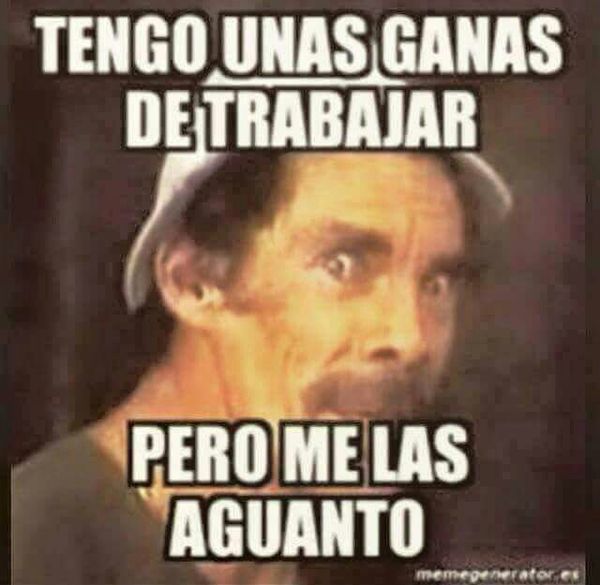 TENGO UNAS GANAS
DE TRABAJAR
PERO ME LAS
AGUANTO
memegenerator.es